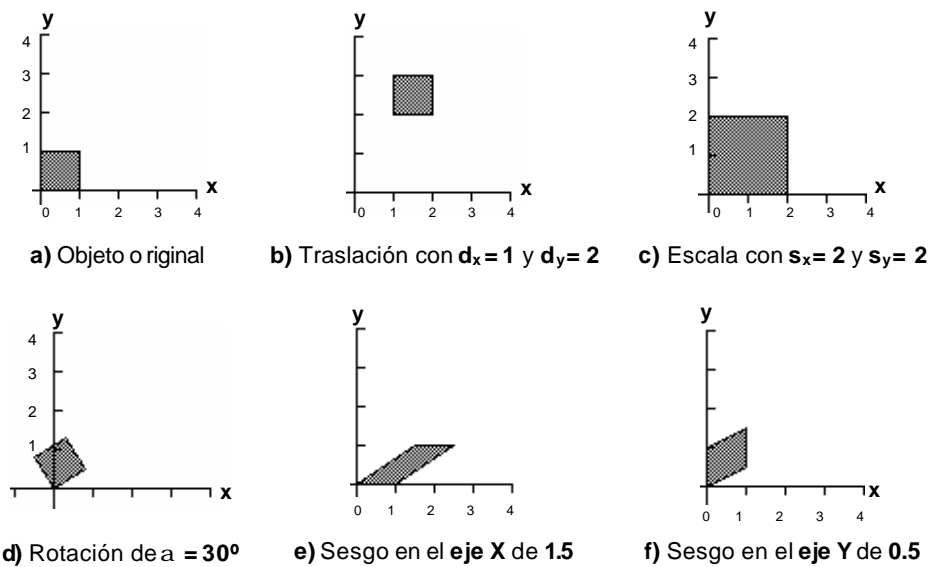 y
4
3
2
1
x
0 1 2 3 4
a) Objeto o riginal
y
x
0 1 2 3 4
b) Traslación con dx = 1 y dy = 2
y
4
3
2
1
x
0 1 2 3 4
c) Escala con sx= 2 y sy= 2
y
4
3
2
1
x
d) Rotación de a = 30º
y
0 1 2 3 4
e) Sesgo en el eje X de 1.5
y
x
0 1 2 3 4
f) Sesgo en el eje Y de 0.5